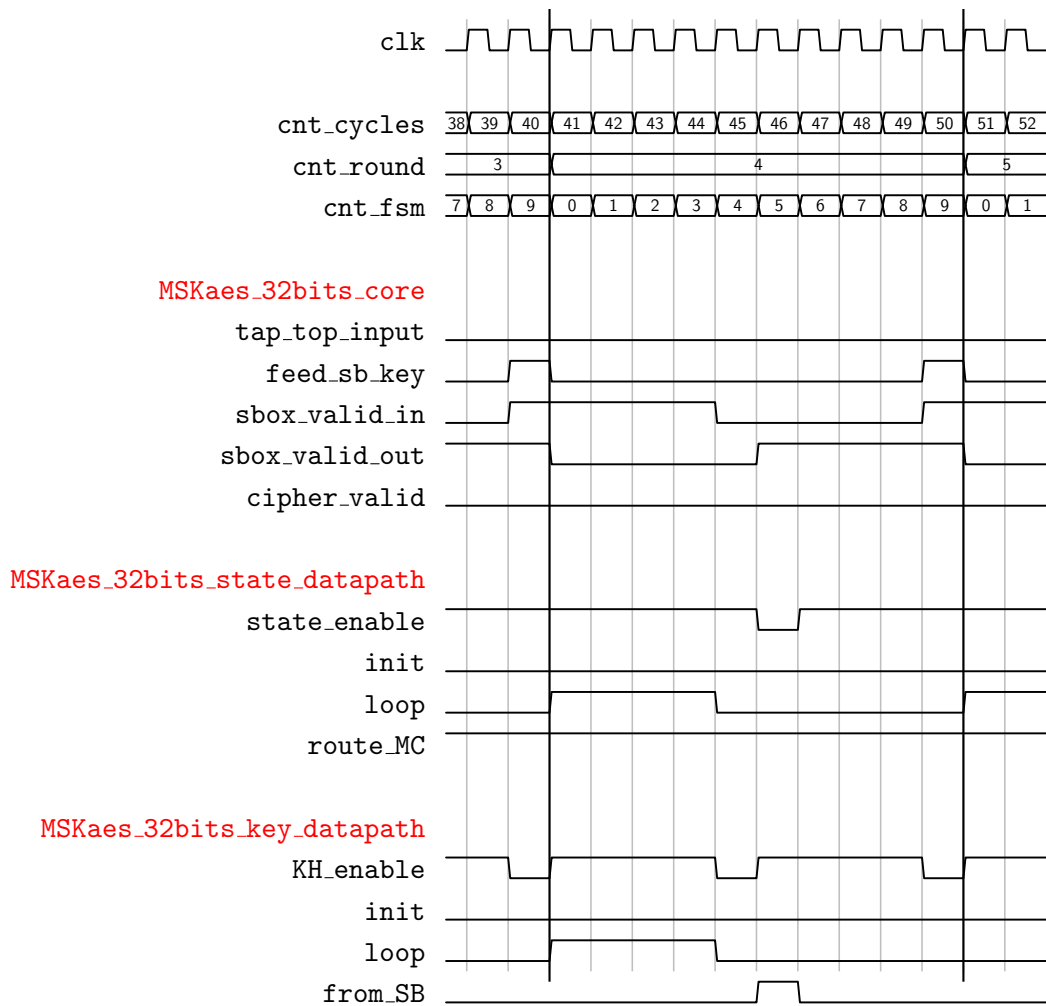 clk
cnt_cycles 38 39 40 41 42 43 44 45 46 47 48 49 50 51 52
cnt_round 3 4 5
cnt_fsm 7 8 9 0 1 2 3 4 5 6 7 8 9 0 1
MSKaes_32bits_core
tap_top_input
feed_sb_key
sbox_valid_in
sbox_valid_out
cipher_valid
MSKaes_32bits_state_datapath
state_enable
init
loop
route_MC
MSKaes_32bits_key_datapath
KH_enable
init
loop
from_SB